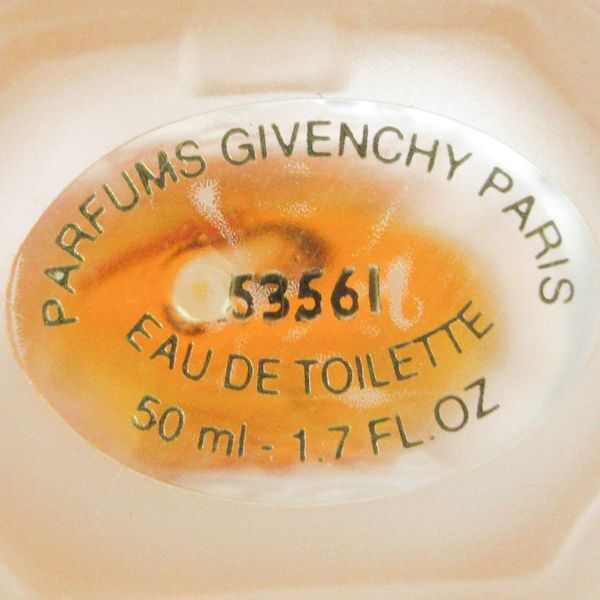 PARFUMS GIVENCHY PARIS
53561
EAU DE TOILETTE
50 ml - 1.7 FL.OZ